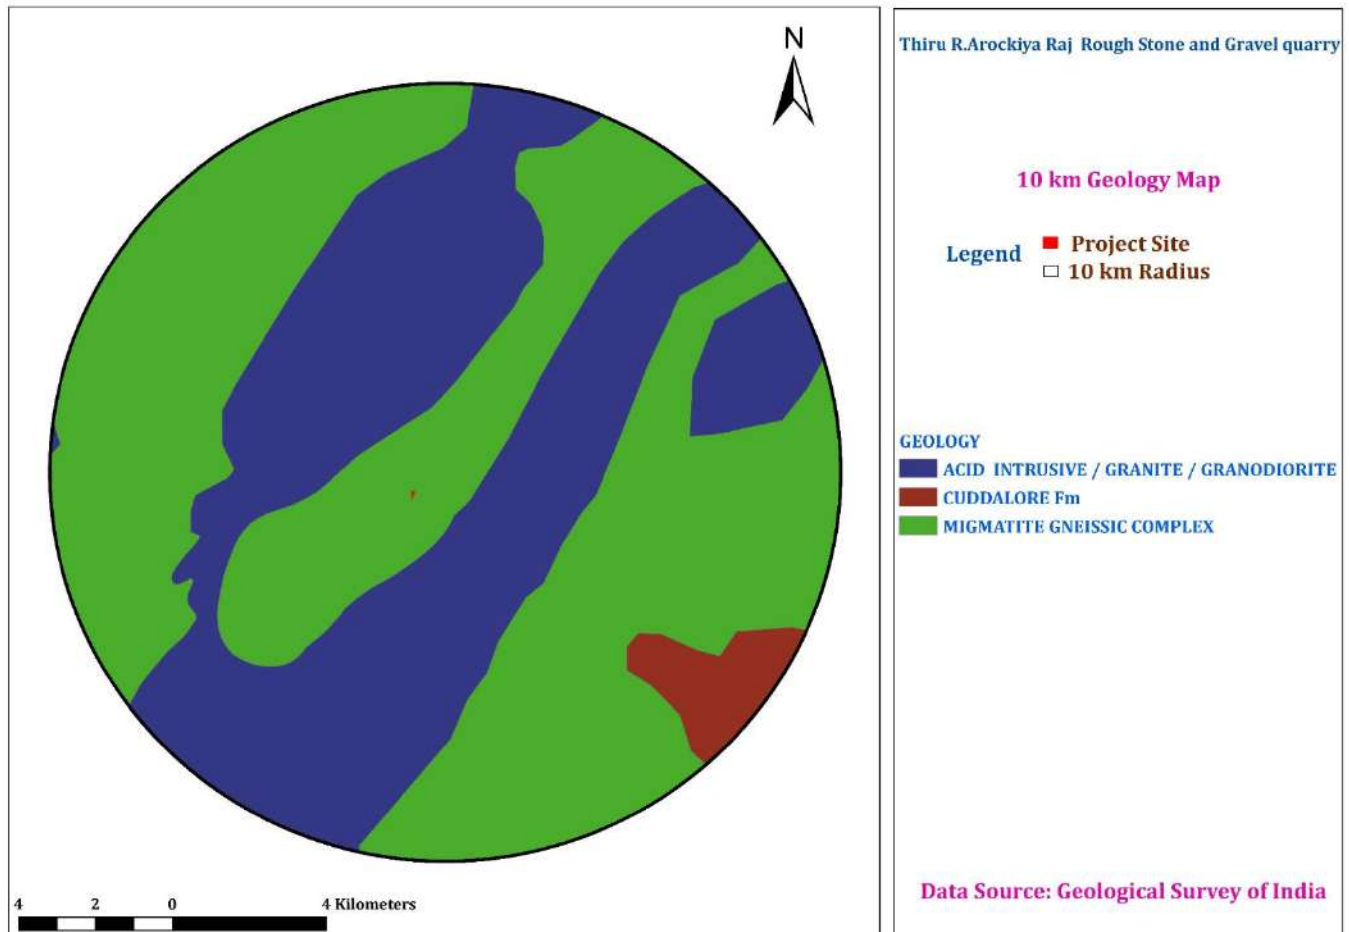 N
4 2 0 4 Kilometers
Thiru R.Arockiya Raj Rough Stone and Gravel quarry
10 km Geology Map
Legend
Project Site
10 km Radius
GEOLOGY
ACID INTRUSIVE / GRANITE / GRANODIORITE
CUDDALORE Fm
MIGMATITE GNEISSIC COMPLEX
Data Source: Geological Survey of India